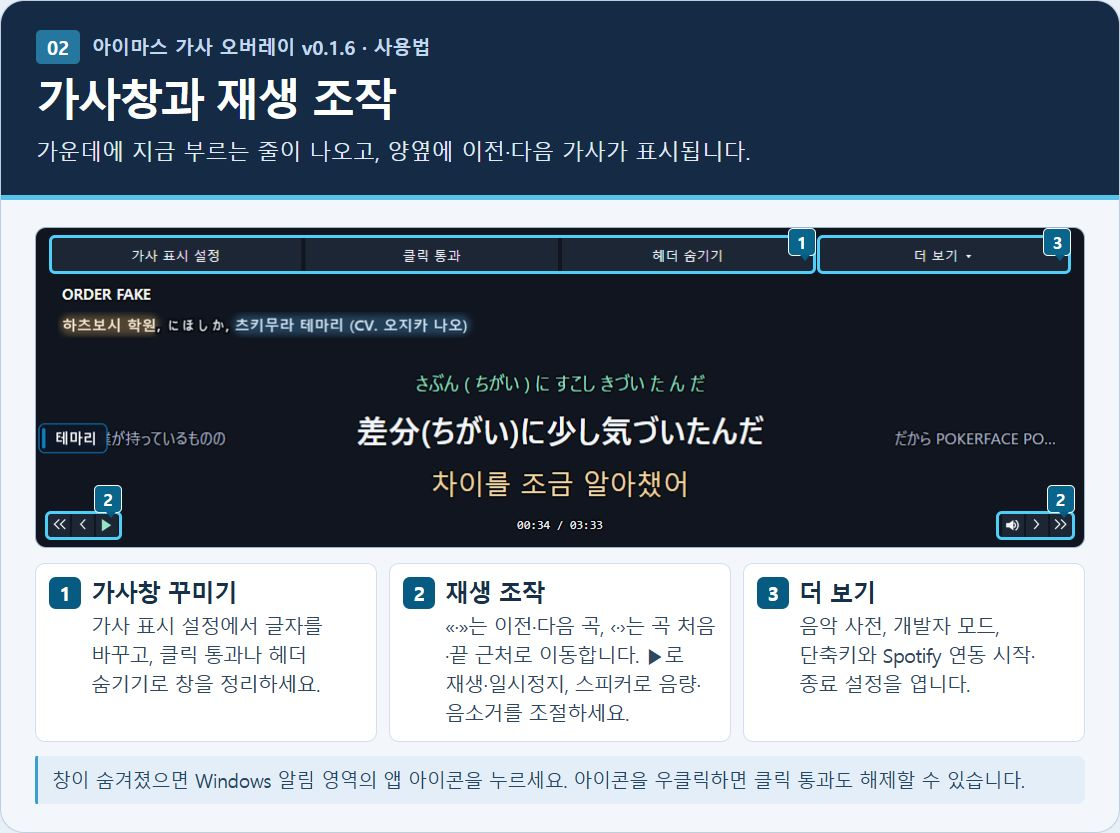 02 아이마스 가사 오버레이 v0.1.6 · 사용법
가사창과 재생 조작
가운데에 지금 부르는 줄이 나오고, 양옆에 이전·다음 가사가 표시됩니다.
가사 표시 설정
클릭 통과
헤더 숨기기
1
더 보기 ▾
3
ORDER FAKE
하츠보시 학원, にほしか, 츠키무라 테마리 (CV. 오지카 나오)
さぶん ( ちがい ) に すこし きづい た ん だ
테마리
が持っているものの
差分(ちがい)に少し気づいたんだ
だから POKERFACE PO...
차이를 조금 알아챘어
2
« ‹ ▶
00:34 / 03:33
2
› »
1 가사창 꾸미기
가사 표시 설정에서 글자를
바꾸고, 클릭 통과나 헤더
숨기기로 창을 정리하세요.
2 재생 조작
«·»는 이전·다음 곡, ‹·›는 곡 처음
·끝 근처로 이동합니다. ▶로
재생·일시정지, 스피커로 음량·
음소거를 조절하세요.
3 더 보기
음악 사전, 개발자 모드,
단축키와 Spotify 연동 시작·
종료 설정을 엽니다.
창이 숨겨졌으면 Windows 알림 영역의 앱 아이콘을 누르세요. 아이콘을 우클릭하면 클릭 통과도 해제할 수 있습니다.